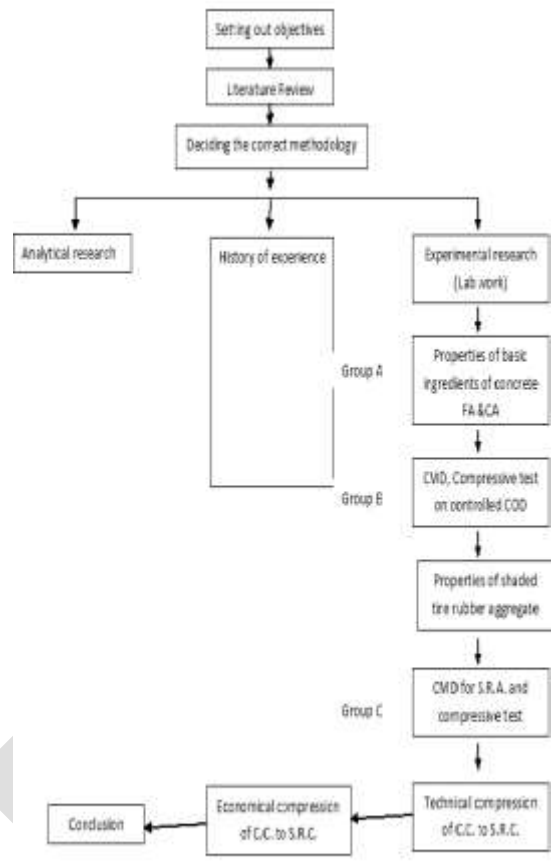 Setting out objectives
Literature Review
Deciding the correct methodology
Analytical research
History of experience
Experimental research
(Lab work)
Group A
Properties of basic
ingredients of concrete
FA &CA
Group B
CMD, Compressive test
on controlled COD
Properties of shaded
tire rubber aggregate
Group C
CMD for S.R.A. and
compressive test
Technical compression
of C.C. to S.R.C.
Economical compression
of C.C. to S.R.C.
Conclusion